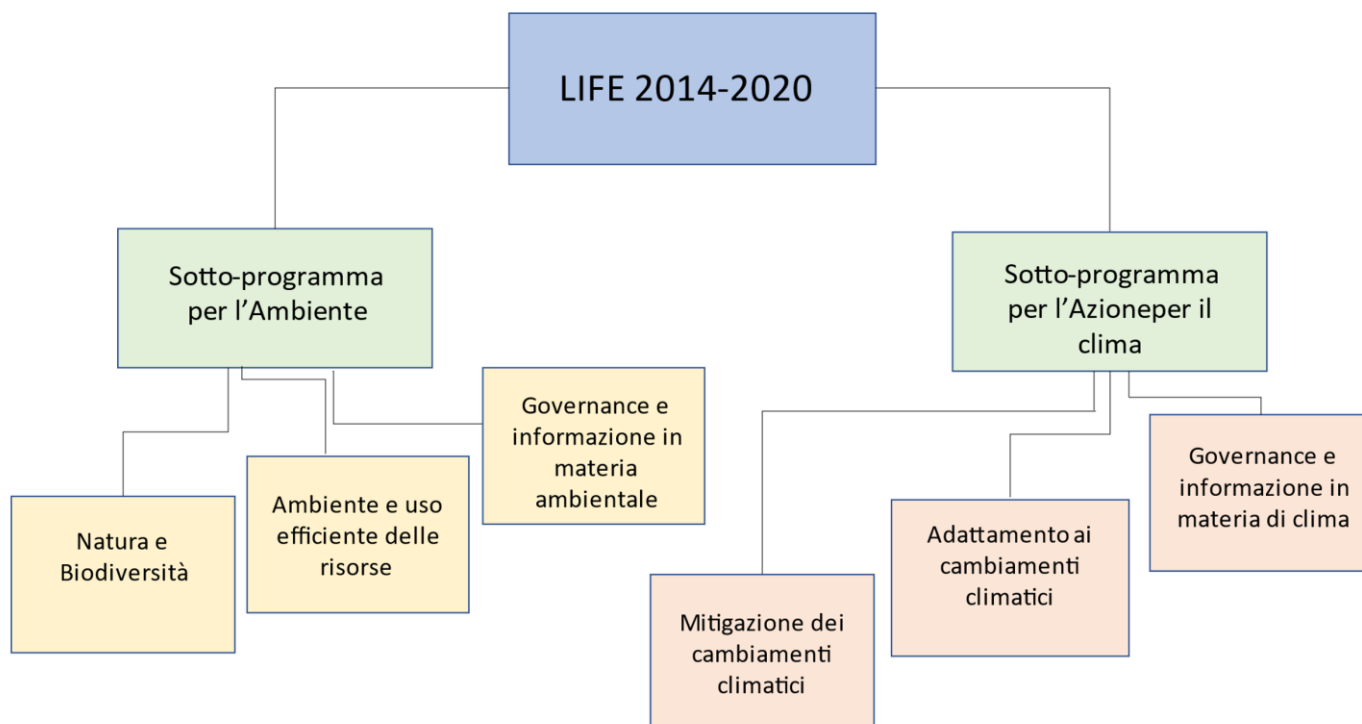 LIFE 2014-2020
Sotto-programma
per l’Ambiente
Sotto-programma
per l’Azioneper il
clima
Governance e
informazione in
materia
ambientale
Ambiente e uso
efficiente delle
risorse
Natura e
Biodiversità
Governance e
informazione in
materia di clima
Adattamento ai
cambiamenti
climatici
Mitigazione dei
cambiamenti
climatici